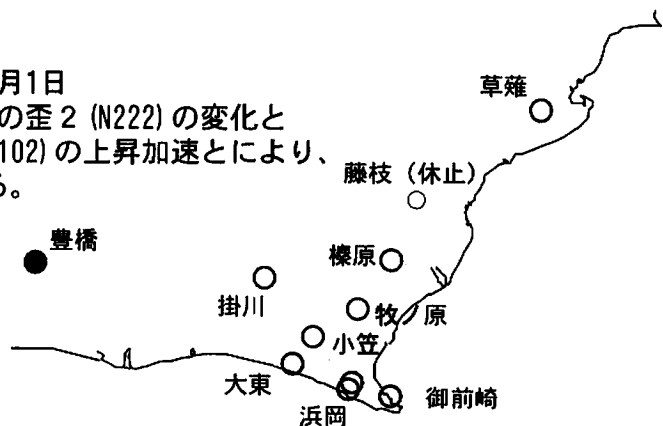 月1日
の歪2(N222)の変化と
102)の上昇加速とにより、
る。
草薙
藤枝(休止)
豊橋
榛原
掛川
牧ノ原
小笠
大東
御前崎
浜岡